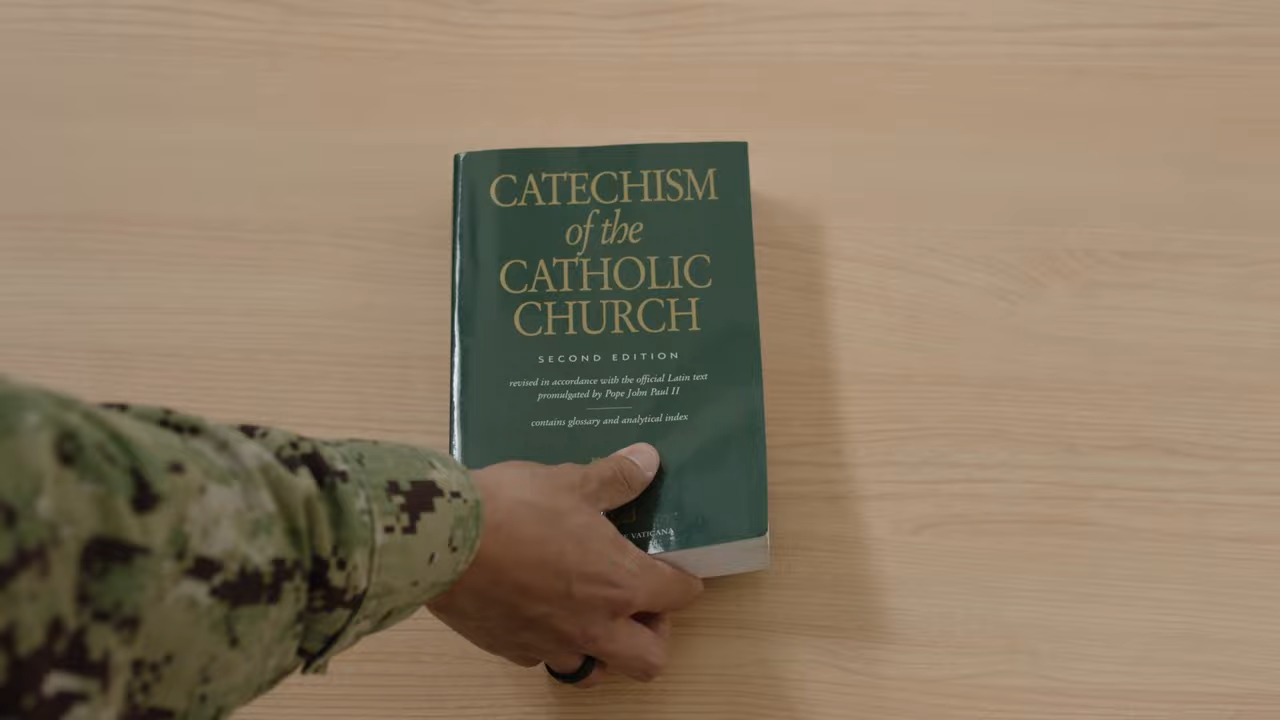 CATECHISM
of the
CATHOLIC
CHURCH
SECOND EDITION
revised in accordance with the official Latin text
promulgated by Pope John Paul II
contains glossary and analytical index
VATICANA